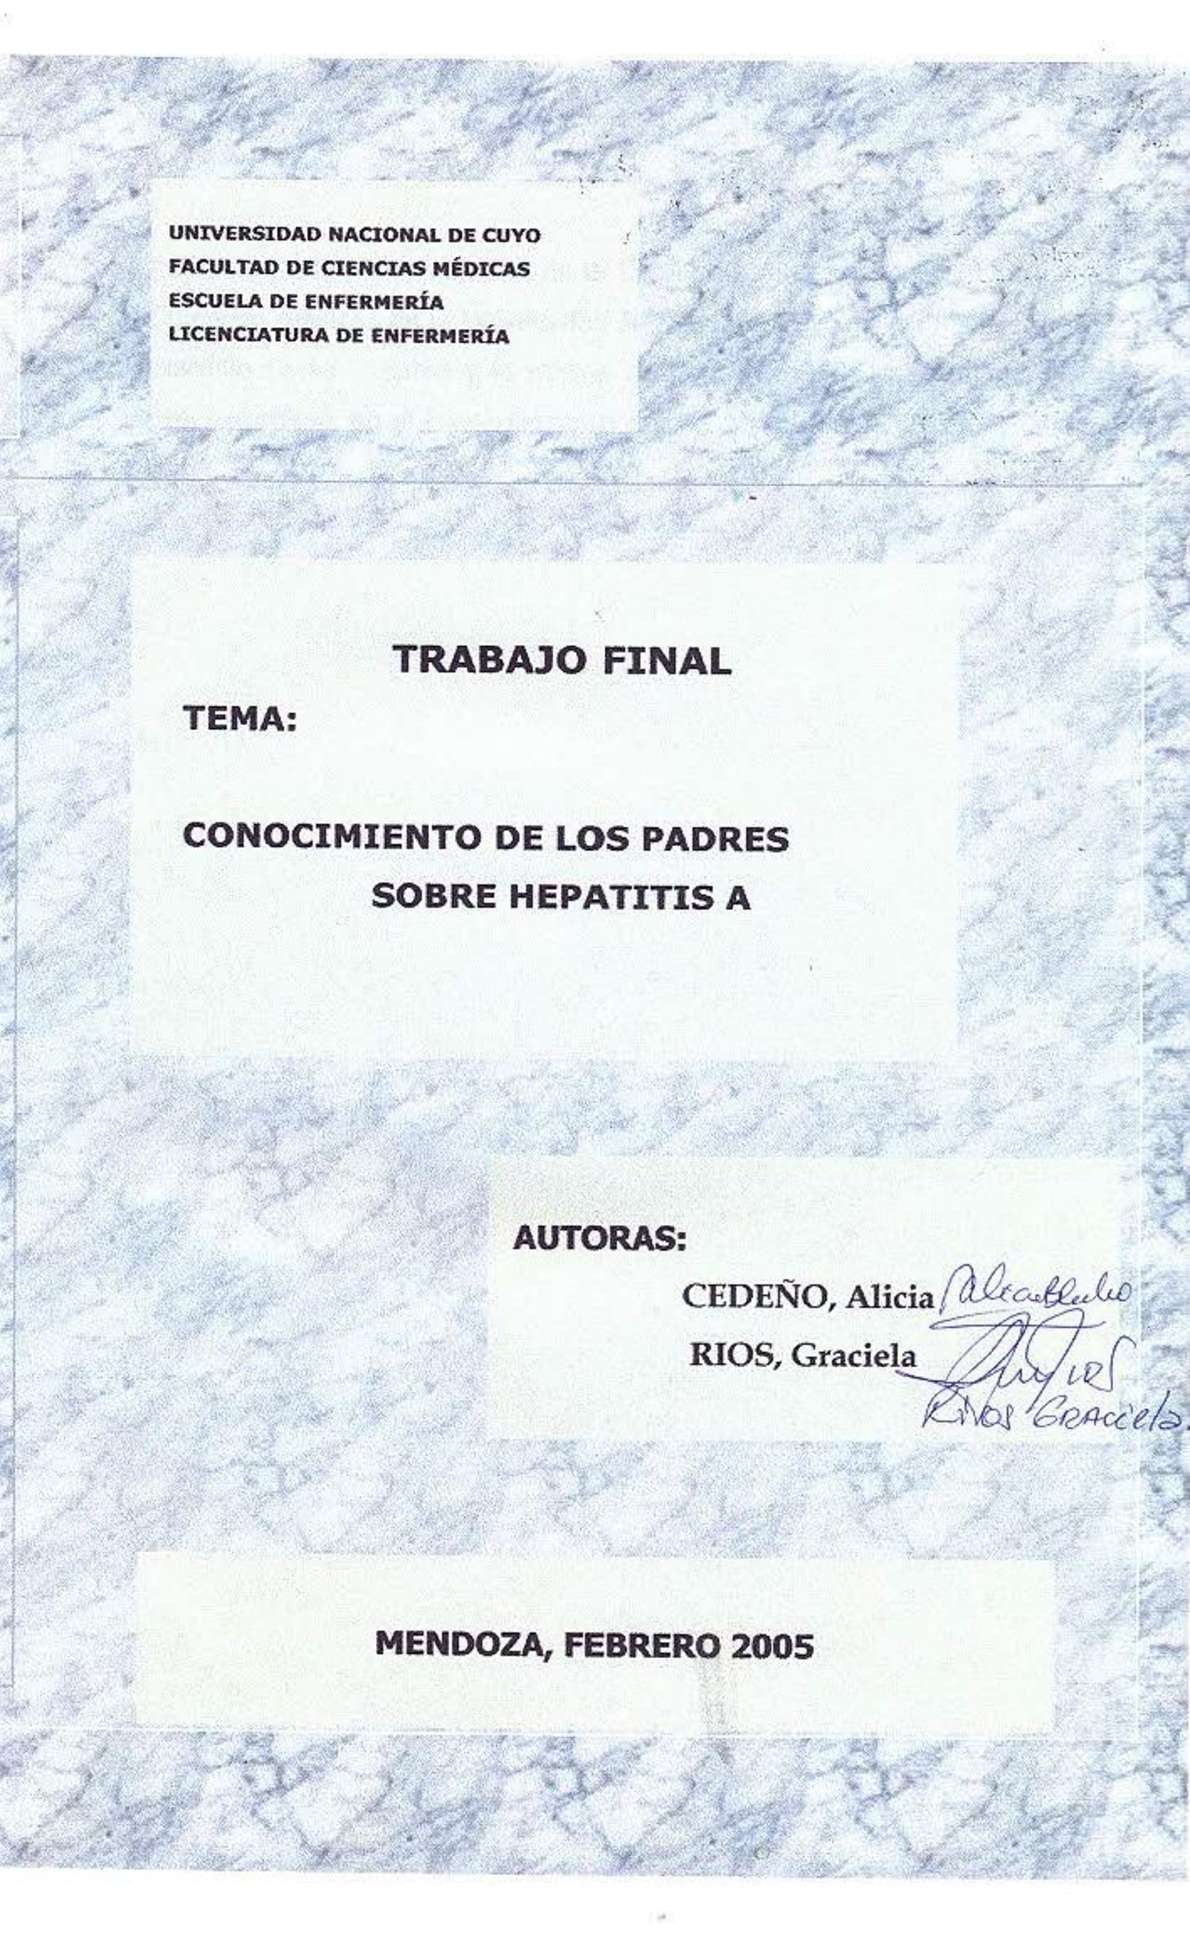 UNIVERSIDAD NACIONAL DE CUYO
FACULTAD DE CIENCIAS MÉDICAS
ESCUELA DE ENFERMERÍA
LICENCIATURA DE ENFERMERÍA
TRABAJO FINAL
TEMA:
CONOCIMIENTO DE LOS PADRES
SOBRE HEPATITIS A
AUTORAS:
CEDEÑO, Alicia
RIOS, Graciela
GRACiela.
MENDOZA, FEBRERO 2005